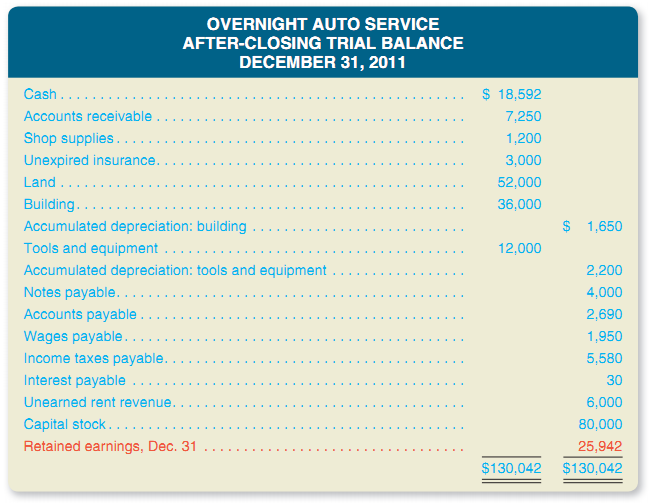 OVERNIGHT AUTO SERVICE
AFTER-CLOSING TRIAL BALANCE
DECEMBER 31, 2011
Cash . . . . . . . . . . . . . . . . . . . . $ 18,592
Accounts receivable . . . . . . . . . . . . . . . . . . . . 7,250
Shop supplies . . . . . . . . . . . . . . . . . . . . 1,200
Unexpired insurance. . . . . . . . . . . . . . . . . . . . 3,000
Land . . . . . . . . . . . . . . . . . . . . 52,000
Building. . . . . . . . . . . . . . . . . . . . 36,000
Accumulated depreciation: building . . . . . . . . . . . . . . . . . . . . $ 1,650
Tools and equipment . . . . . . . . . . . . . . . . . . . . 12,000
Accumulated depreciation: tools and equipment . . . . . . . . . . . . . . . 2,200
Notes payable. . . . . . . . . . . . . . . . . . . . 4,000
Accounts payable . . . . . . . . . . . . . . . . . . . . 2,690
Wages payable . . . . . . . . . . . . . . . . . . . . 1,950
Income taxes payable. . . . . . . . . . . . . . . . . . . . 5,580
Interest payable . . . . . . . . . . . . . . . . . . . . 30
Unearned rent revenue. . . . . . . . . . . . . . . . . . . . 6,000
Capital stock . . . . . . . . . . . . . . . . . . . . 80,000
Retained earnings, Dec. 31 . . . . . . . . . . . . . . . . . . . . 25,942
$130,042 $130,042